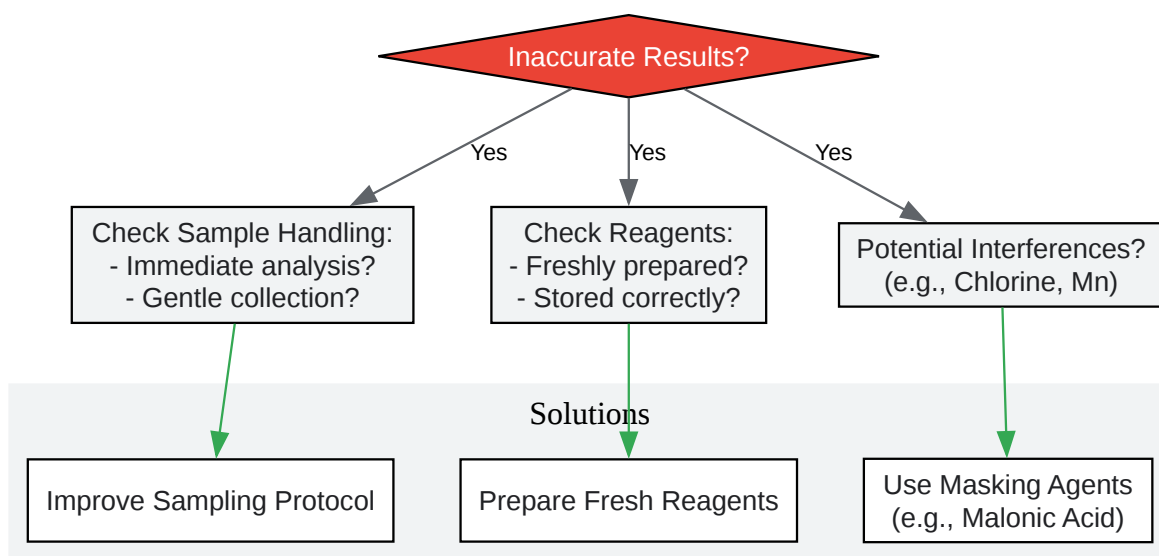 Inaccurate Results?
Yes
Yes
Yes
Check Sample Handling:
- Immediate analysis?
- Gentle collection?
Check Reagents:
- Freshly prepared?
- Stored correctly?
Potential Interferences?
(e.g., Chlorine, Mn)
Solutions
Improve Sampling Protocol
Prepare Fresh Reagents
Use Masking Agents
(e.g., Malonic Acid)